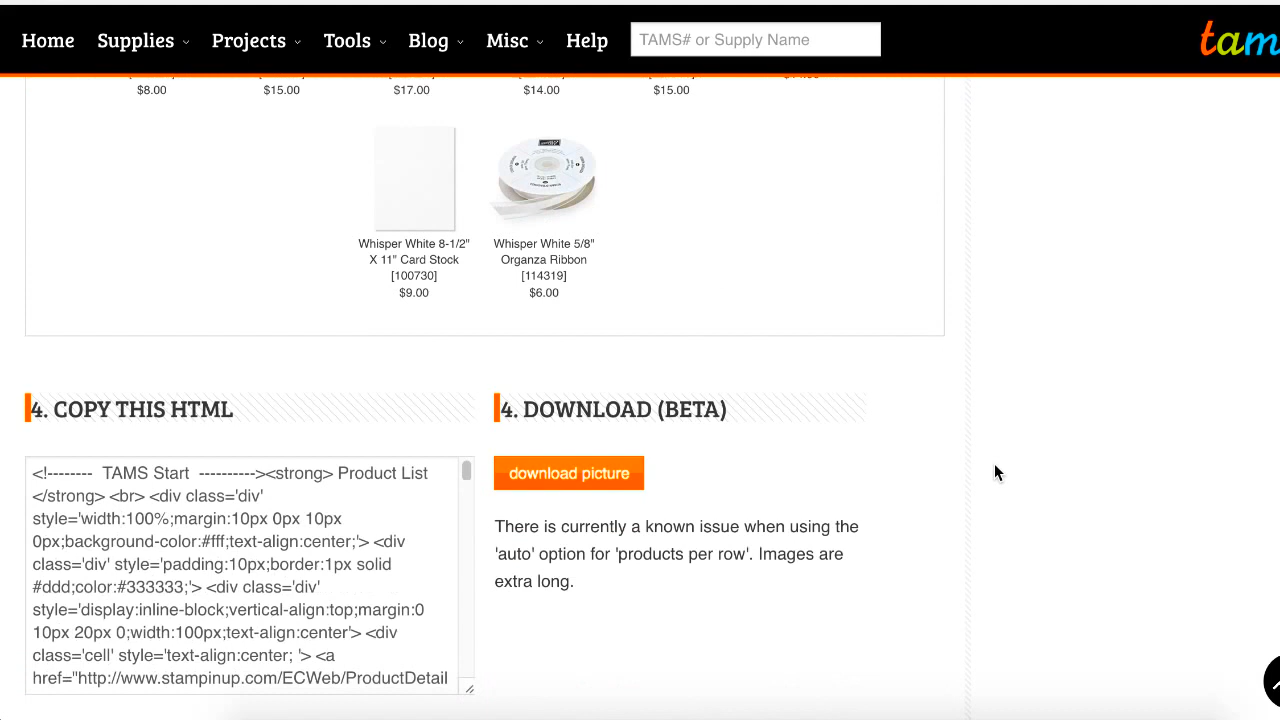 Home Supplies Projects Tools Blog Misc Help TAMS# or Supply Name tam
$8.00 $15.00 $17.00 $14.00 $15.00
Whisper White 8-1/2" Whisper White 5/8"
X 11" Card Stock Organza Ribbon
[100730] [114319]
$9.00 $6.00
4. COPY THIS HTML 4. DOWNLOAD (BETA)
<!-------- TAMS Start ----------><strong> Product List
</strong> <br> <div class='div'
style='width:100%;margin:10px 0px 10px
0px;background-color:#fff;text-align:center;'> <div
class='div' style='padding:10px;border:1px solid
#ddd;color:#333333;'> <div class='div'
style='display:inline-block;vertical-align:top;margin:0
10px 20px 0;width:100px;text-align:center'> <div
class='cell' style='text-align:center; '> <a
href="http://www.stampinup.com/ECWeb/ProductDetail
download picture
There is currently a known issue when using the
'auto' option for 'products per row'. Images are
extra long.